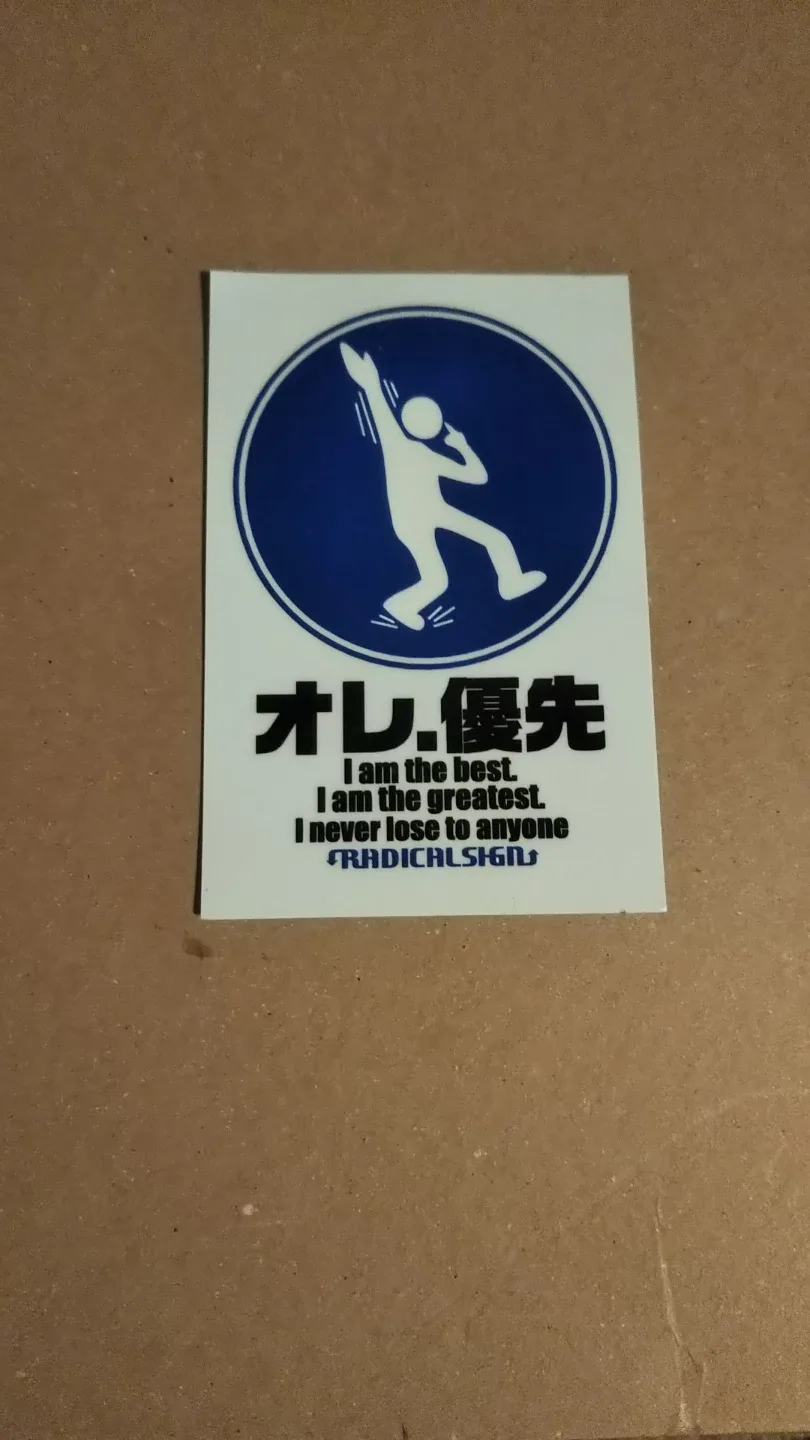 オレ.優先
I am the best.
I am the greatest.
I never lose to anyone
RADICALSIGN